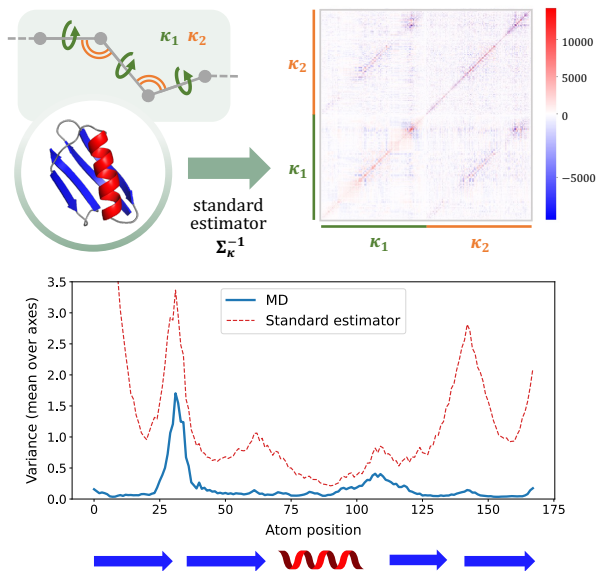 κ₁ κ₂
standard
estimator
Σκ⁻¹
κ₂
κ₁
κ₁ κ₂
10000
5000
0
−5000
Variance (mean over axes)
3.5
3.0
2.5
2.0
1.5
1.0
0.5
0.0
MD
Standard estimator
0 25 50 75 100 125 150 175
Atom position